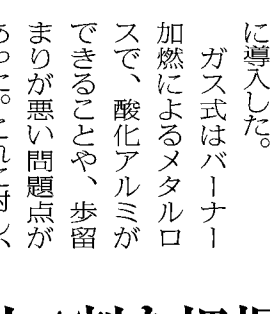 に導入した。
ガス式はバーナー
加燃によるメタルロ
スで、酸化アルミが
できることや、歩留
まりが悪い問題点が
あった。これに対し、